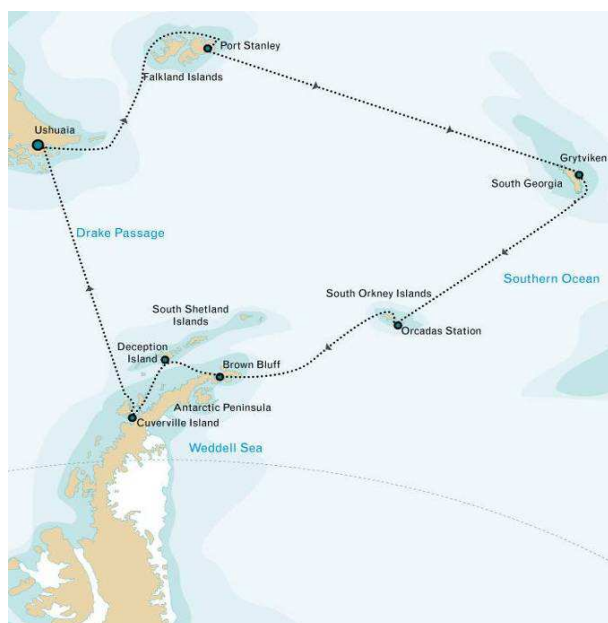 Port Stanley
Falkland Islands
Ushuaia
Grytviken
South Georgia
Drake Passage
Southern Ocean
South Orkney Islands
Orcadas Station
South Shetland
Islands
Deception
Island
Brown Bluff
Antarctic Peninsula
Cuverville Island
Weddell Sea